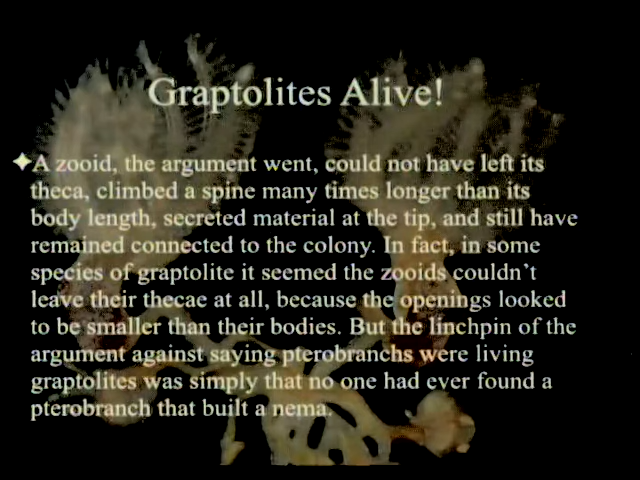 Graptolites Alive!
✦A zooid, the argument went, could not have left its
theca, climbed a spine many times longer than its
body length, secreted material at the tip, and still have
remained connected to the colony. In fact, in some
species of graptolite it seemed the zooids couldn't
leave their thecae at all, because the openings looked
to be smaller than their bodies. But the linchpin of the
argument against saying pterobranchs were living
graptolites was simply that no one had ever found a
pterobranch that built a nema.